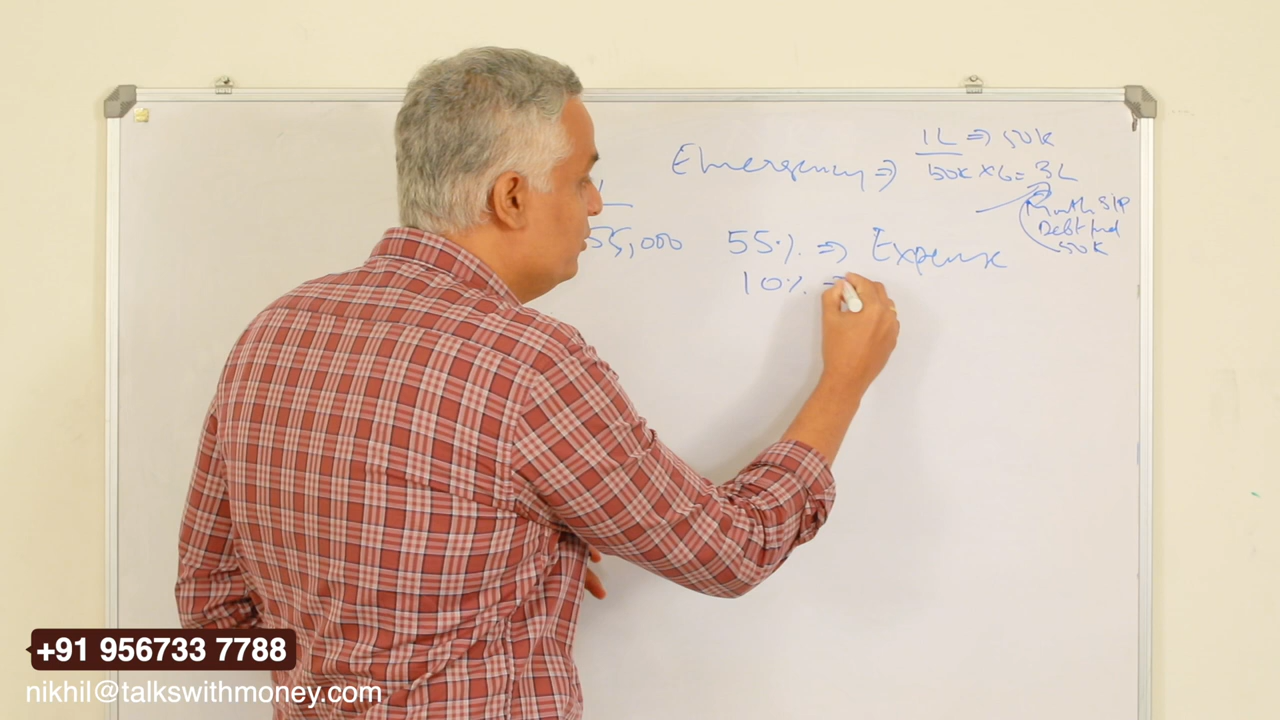 1L ⇒ 50K
Emergency ⇒ 50K × 6 = 3L
Month SIP
Debt fund
50K
55,000 55% ⇒ Expense
10% ⇒
+91 956733 7788
nikhil@talkswithmoney.com